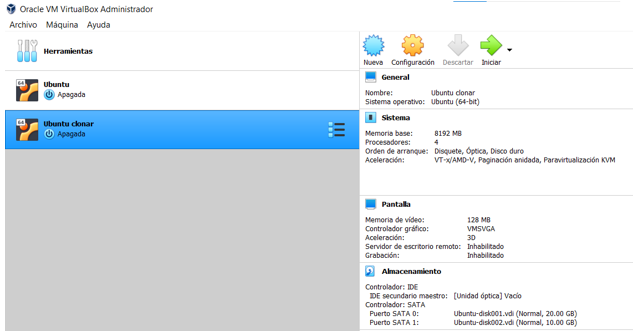 Oracle VM VirtualBox Administrador
Archivo Máquina Ayuda
Herramientas
Nueva Configuración Descartar Iniciar
64 Ubuntu
Apagada
64 Ubuntu clonar
Apagada
General
Nombre: Ubuntu clonar
Sistema operativo: Ubuntu (64-bit)
Sistema
Memoria base: 8192 MB
Procesadores: 4
Orden de arranque: Disquete, Óptica, Disco duro
Aceleración: VT-x/AMD-V, Paginación anidada, Paravirtualización KVM
Pantalla
Memoria de vídeo: 128 MB
Controlador gráfico: VMSVGA
Aceleración: 3D
Servidor de escritorio remoto: Inhabilitado
Grabación: Inhabilitado
Almacenamiento
Controlador: IDE
IDE secundario maestro: [Unidad óptica] Vacío
Controlador: SATA
Puerto SATA 0: Ubuntu-disk001.vdi (Normal, 20.00 GB)
Puerto SATA 1: Ubuntu-disk002.vdi (Normal, 10.00 GB)